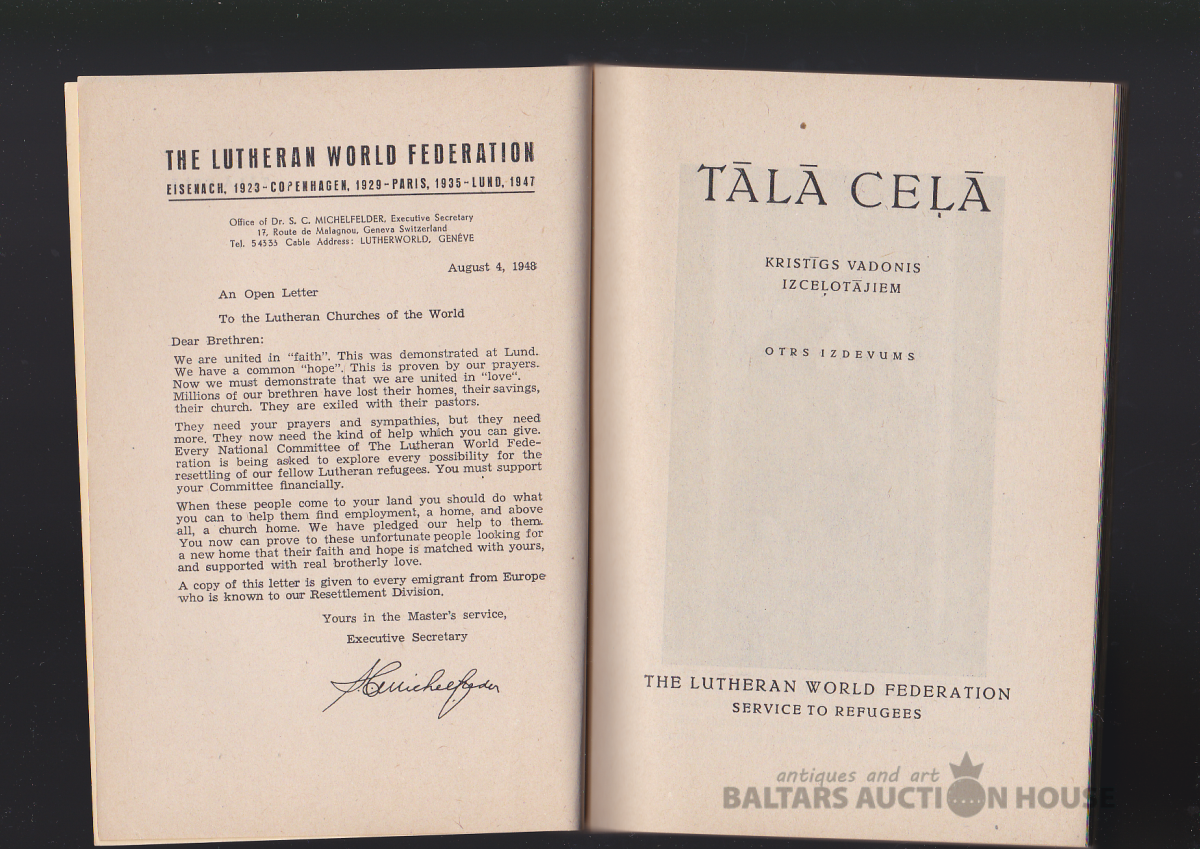 THE LUTHERAN WORLD FEDERATION
EISENACH, 1923-COPENHAGEN, 1929-PARIS, 1935-LUND, 1947
Office of Dr. S. C. MICHELFELDER, Executive Secretary
17, Route de Malagnou, Geneva Switzerland
Tel. 54333 Cable Address: LUTHERWORLD, GENÈVE
August 4, 1948
An Open Letter
To the Lutheran Churches of the World
Dear Brethren:
We are united in "faith". This was demonstrated at Lund.
We have a common "hope". This is proven by our prayers.
Now we must demonstrate that we are united in "love".
Millions of our brethren have lost their homes, their savings,
their church. They are exiled with their pastors.
They need your prayers and sympathies, but they need
more. They now need the kind of help which you can give.
Every National Committee of The Lutheran World Fede-
ration is being asked to explore every possibility for the
resettling of our fellow Lutheran refugees. You must support
your Committee financially.
When these people come to your land you should do what
you can to help them find employment, a home, and above
all, a church home. We have pledged our help to them.
You now can prove to these unfortunate people looking for
a new home that their faith and hope is matched with yours,
and supported with real brotherly love.
A copy of this letter is given to every emigrant from Europe
who is known to our Resettlement Division.
Yours in the Master's service,
Executive Secretary
SCMichelfelder
TĀLĀ CEĻĀ
KRISTĪGS VADONIS
IZCEĻOTĀJIEM
OTRS IZDEVUMS
THE LUTHERAN WORLD FEDERATION
SERVICE TO REFUGEES
antiques and art
BALTARS AUCTION HOUSE